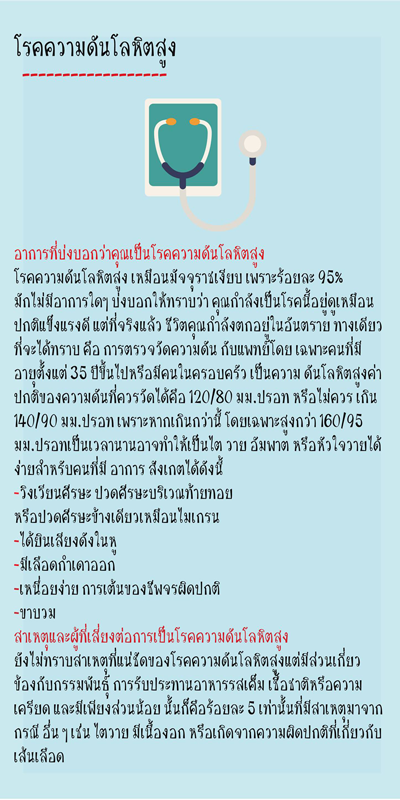 โรคความดันโลหิตสูง
อาการที่บ่งบอกว่าคุณเป็นโรคความดันโลหิตสูง
โรคความดันโลหิตสูง เหมือนมัจจุราชเงียบ เพราะร้อยละ 95%
มักไม่มีอาการใดๆ บ่งบอกให้ทราบว่า คุณกำลังเป็นโรคนี้อยู่ดูเหมือน
ปกติแข็งแรงดี แต่ที่จริงแล้ว ชีวิตคุณกำลังตกอยู่ในอันตราย ทางเดียว
ที่จะได้ทราบ คือ การตรวจวัดความดัน กับแพทย์โดย เฉพาะคนที่มี
อายุตั้งแต่ 35 ปีขึ้นไปหรือมีคนในครอบครัว เป็นความ ดันโลหิตสูงค่า
ปกติของความดันที่ควรวัดได้คือ 120/80 มม.ปรอท หรือไม่ควร เกิน
140/90 มม.ปรอท เพราะหากเกินกว่านี้ โดยเฉพาะสูงกว่า 160/95
มม.ปรอทเป็นเวลานานอาจทำให้เป็นไต วาย อัมพาต หรือหัวใจวายได้
ง่ายสำหรับคนที่มี อาการ สังเกตได้ดังนี้
-วิงเวียนศีรษะ ปวดศีรษะบริเวณท้ายทอย
หรือปวดศีรษะข้างเดียวเหมือนไมเกรน
-ได้ยินเสียงดังในหู
-มีเลือดกำเดาออก
-เหนื่อยง่าย การเต้นของชีพจรผิดปกติ
-ขาบวม
สาเหตุและผู้ที่เสี่ยงต่อการเป็นโรคความดันโลหิตสูง
ยังไม่ทราบสาเหตุที่แน่ชัดของโรคความดันโลหิตสูงแต่มีส่วนเกี่ยว
ข้องกับกรรมพันธุ์ การรับประทานอาหารรสเค็ม เชื้อชาติหรือความ
เครียด และมีเพียงส่วนน้อย นั้นก็คือร้อยละ 5 เท่านั้นที่มีสาเหตุมาจาก
กรณี อื่น ๆ เช่น ไตวาย มีเนื้องอก หรือเกิดจากความผิดปกติที่เกี่ยวกับ
เส้นเลือด